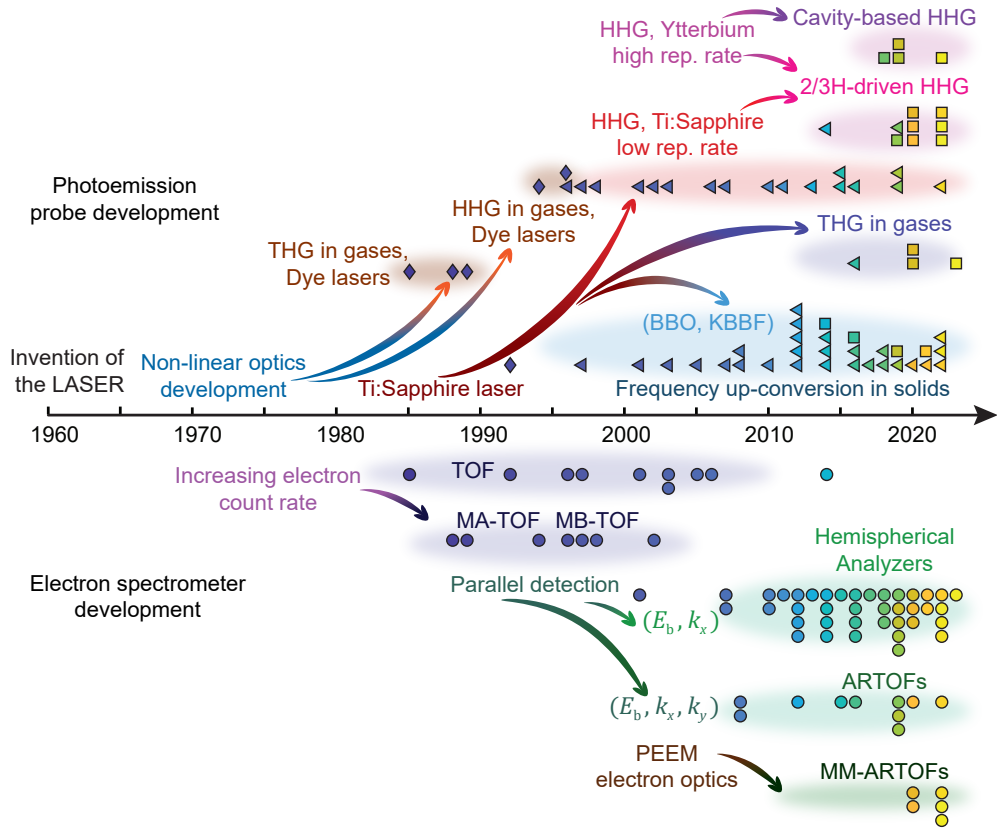 Cavity-based HHG
HHG, Ytterbium
high rep. rate
2/3H-driven HHG
HHG, Ti:Sapphire
low rep. rate
Photoemission
probe development
HHG in gases,
Dye lasers
THG in gases,
Dye lasers
THG in gases
(BBO, KBBF)
Invention of
the LASER
Non-linear optics
development
Ti:Sapphire laser
Frequency up-conversion in solids
1960 1970 1980 1990 2000 2010 2020
Increasing electron
count rate
TOF
MA-TOF MB-TOF
Hemispherical
Analyzers
Electron spectrometer
development
Parallel detection
(E_b, k_x)
ARTOFs
(E_b, k_x, k_y)
PEEM
electron optics
MM-ARTOFs